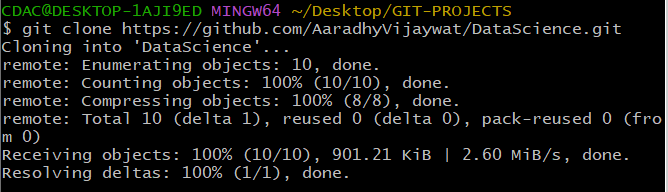 CDAC@DESKTOP-1AJI9ED MINGW64 ~/Desktop/GIT-PROJECTS
$ git clone https://github.com/AaradhyVijaywat/DataScience.git
Cloning into 'DataScience'...
remote: Enumerating objects: 10, done.
remote: Counting objects: 100% (10/10), done.
remote: Compressing objects: 100% (8/8), done.
remote: Total 10 (delta 1), reused 0 (delta 0), pack-reused 0 (fro
m 0)
Receiving objects: 100% (10/10), 901.21 KiB | 2.60 MiB/s, done.
Resolving deltas: 100% (1/1), done.